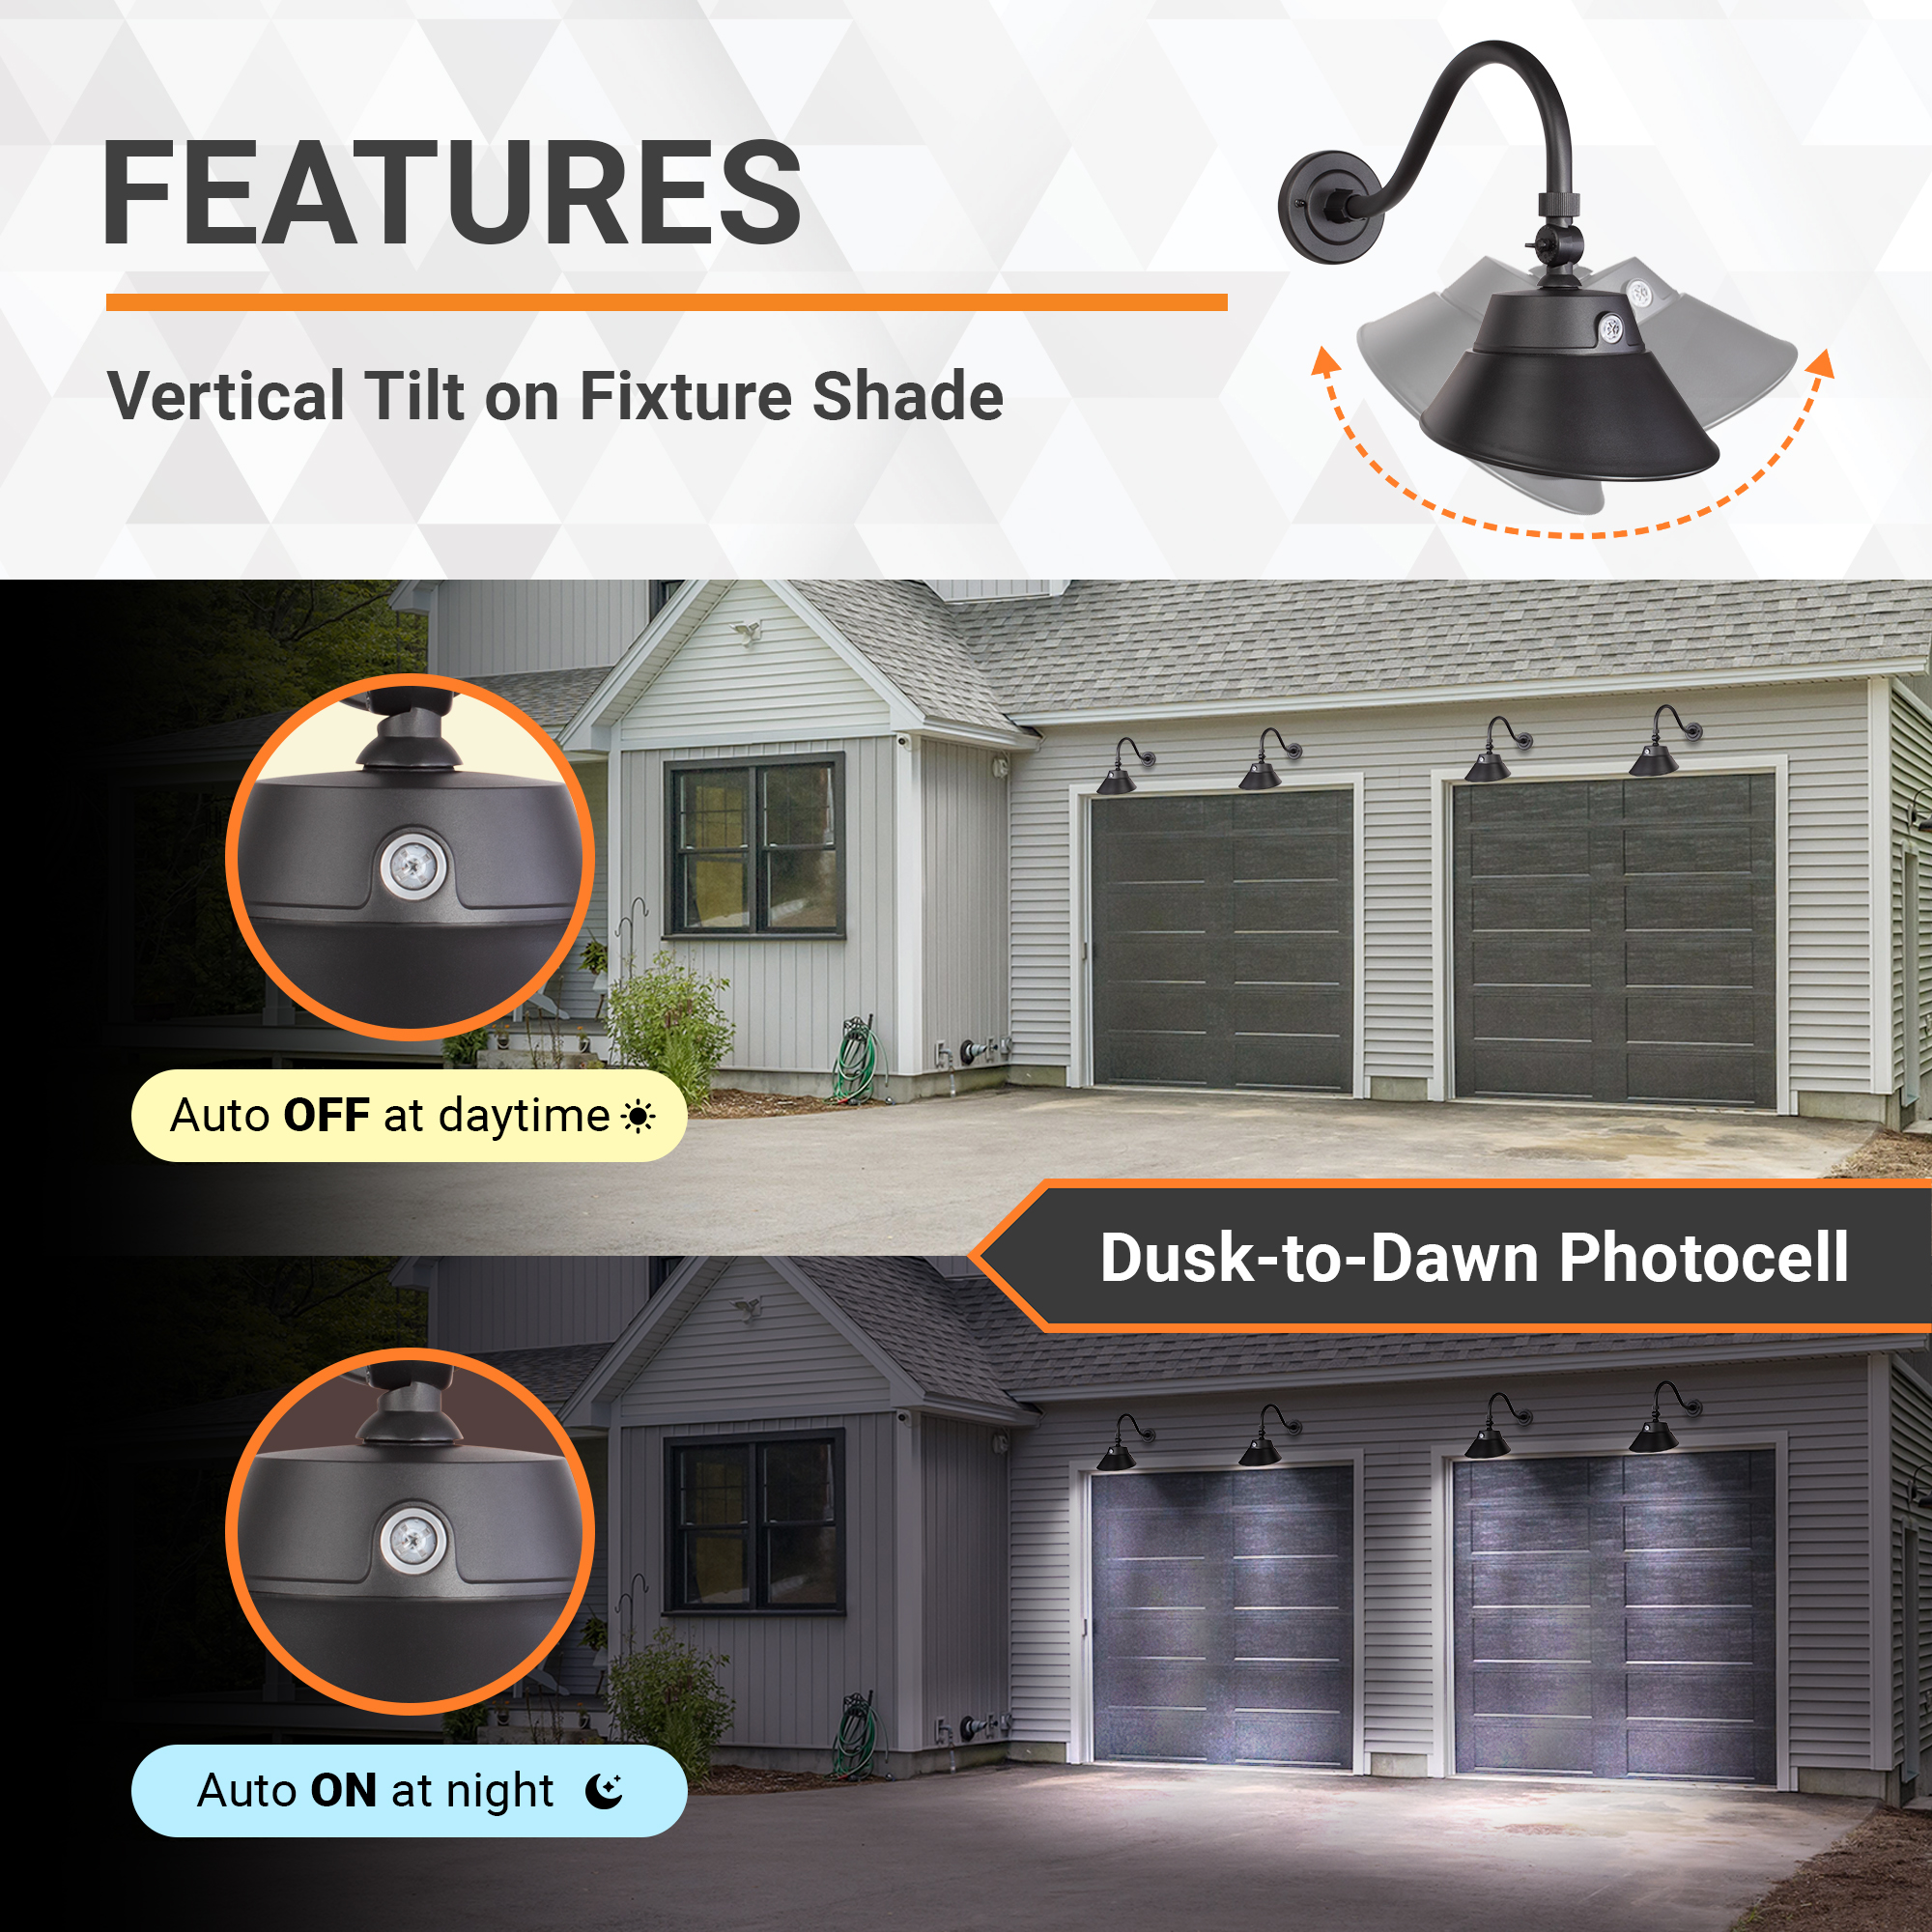 FEATURES
Vertical Tilt on Fixture Shade
Auto OFF at daytime
Dusk-to-Dawn Photocell
Auto ON at night